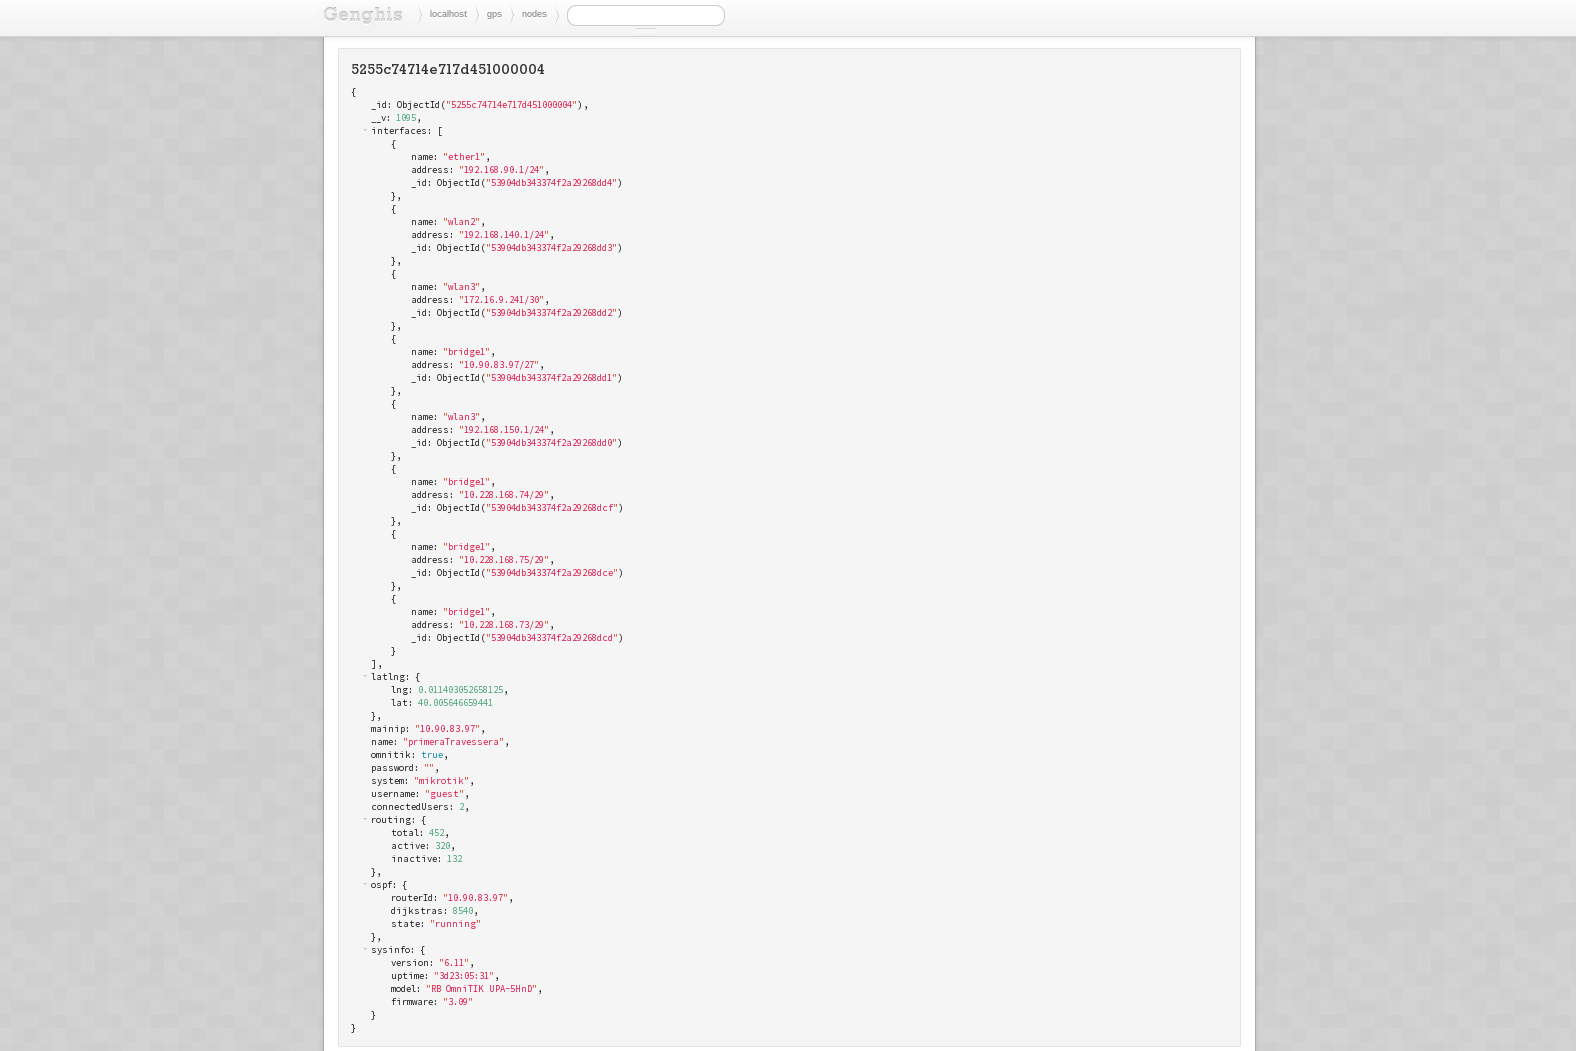 Genghis localhost gps nodes
5255c74714e717d451000004
{
_id: ObjectId("5255c74714e717d451000004"),
__v: 1095,
interfaces: [
{
name: "ether1",
address: "192.168.90.1/24",
_id: ObjectId("53904db343374f2a29268dd4")
},
{
name: "wlan2",
address: "192.168.140.1/24",
_id: ObjectId("53904db343374f2a29268dd3")
},
{
name: "wlan3",
address: "172.16.9.241/30",
_id: ObjectId("53904db343374f2a29268dd2")
},
{
name: "bridge1",
address: "10.90.83.97/27",
_id: ObjectId("53904db343374f2a29268dd1")
},
{
name: "wlan3",
address: "192.168.150.1/24",
_id: ObjectId("53904db343374f2a29268dd0")
},
{
name: "bridge1",
address: "10.228.168.74/29",
_id: ObjectId("53904db343374f2a29268dcf")
},
{
name: "bridge1",
address: "10.228.168.75/29",
_id: ObjectId("53904db343374f2a29268dce")
},
{
name: "bridge1",
address: "10.228.168.73/29",
_id: ObjectId("53904db343374f2a29268dcd")
}
],
latlng: {
lng: 0.011403052658125,
lat: 40.005646659441
},
mainip: "10.90.83.97",
name: "primeraTravessera",
omnitik: true,
password: "",
system: "mikrotik",
username: "guest",
connectedUsers: 2,
routing: {
total: 452,
active: 320,
inactive: 132
},
ospf: {
routerId: "10.90.83.97",
dijkstras: 8540,
state: "running"
},
sysinfo: {
version: "6.11",
uptime: "3d23:05:31",
model: "RB OmniTIK UPA-5HnD",
firmware: "3.09"
}
}